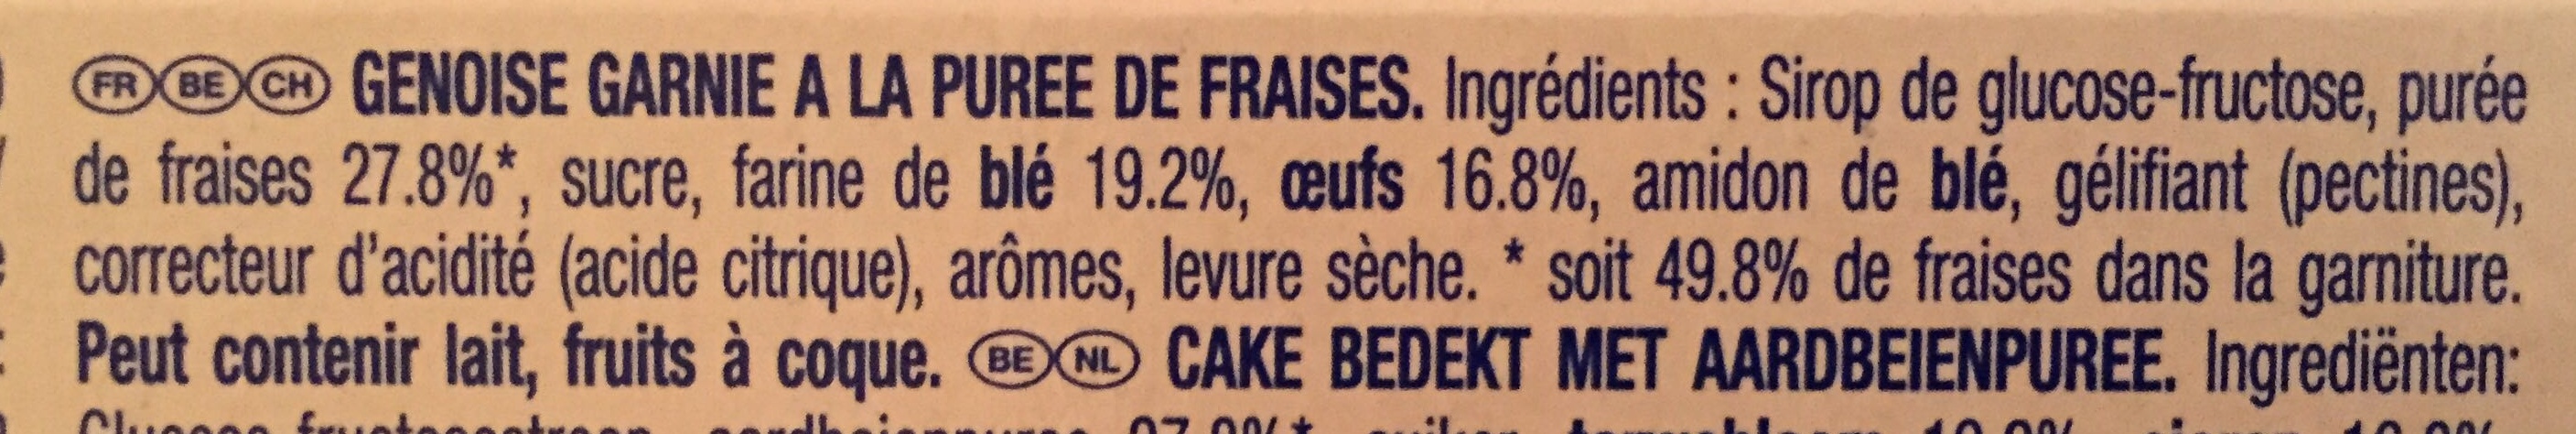 FR BE CH GENOISE GARNIE A LA PUREE DE FRAISES. Ingrédients : Sirop de glucose-fructose, purée
de fraises 27.8%*, sucre, farine de blé 19.2%, œufs 16.8%, amidon de blé, gélifiant (pectines),
correcteur d'acidité (acide citrique), arômes, levure sèche. * soit 49.8% de fraises dans la garniture.
Peut contenir lait, fruits à coque. BE NL CAKE BEDEKT MET AARDBEIENPUREE. Ingrediënten: